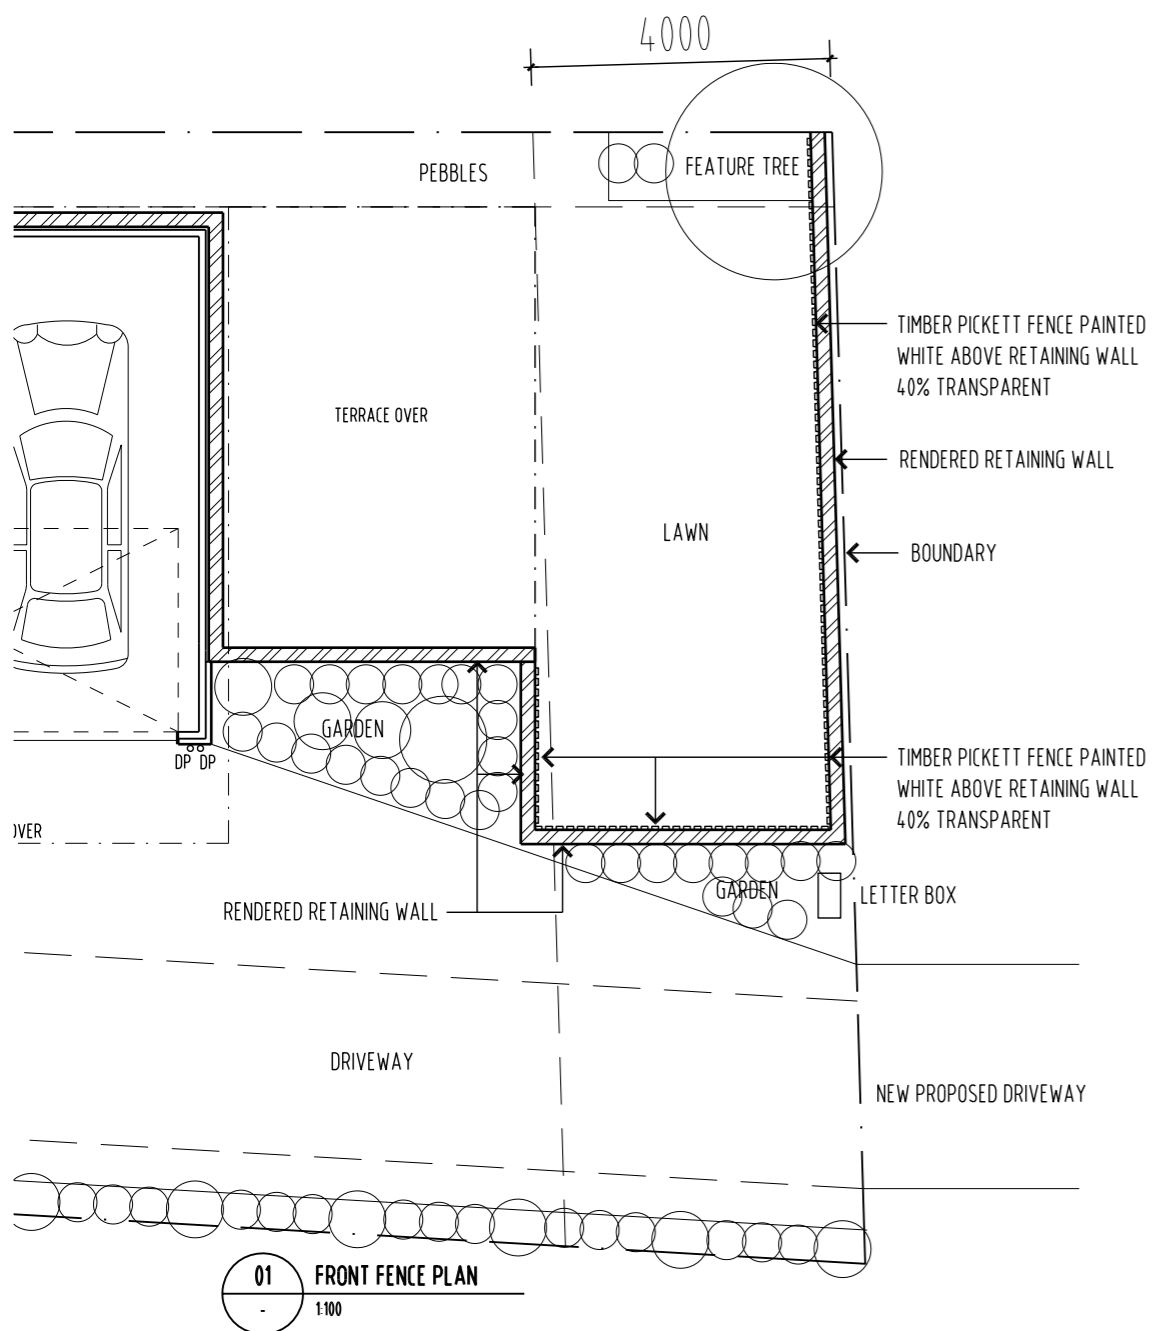 4000
PEBBLES
FEATURE TREE
TIMBER PICKETT FENCE PAINTED
WHITE ABOVE RETAINING WALL
40% TRANSPARENT
TERRACE OVER
RENDERED RETAINING WALL
LAWN
BOUNDARY
GARDEN
DP DP
TIMBER PICKETT FENCE PAINTED
WHITE ABOVE RETAINING WALL
40% TRANSPARENT
GARDEN
LETTER BOX
RENDERED RETAINING WALL
DRIVEWAY
NEW PROPOSED DRIVEWAY
01 FRONT FENCE PLAN
- 1:100